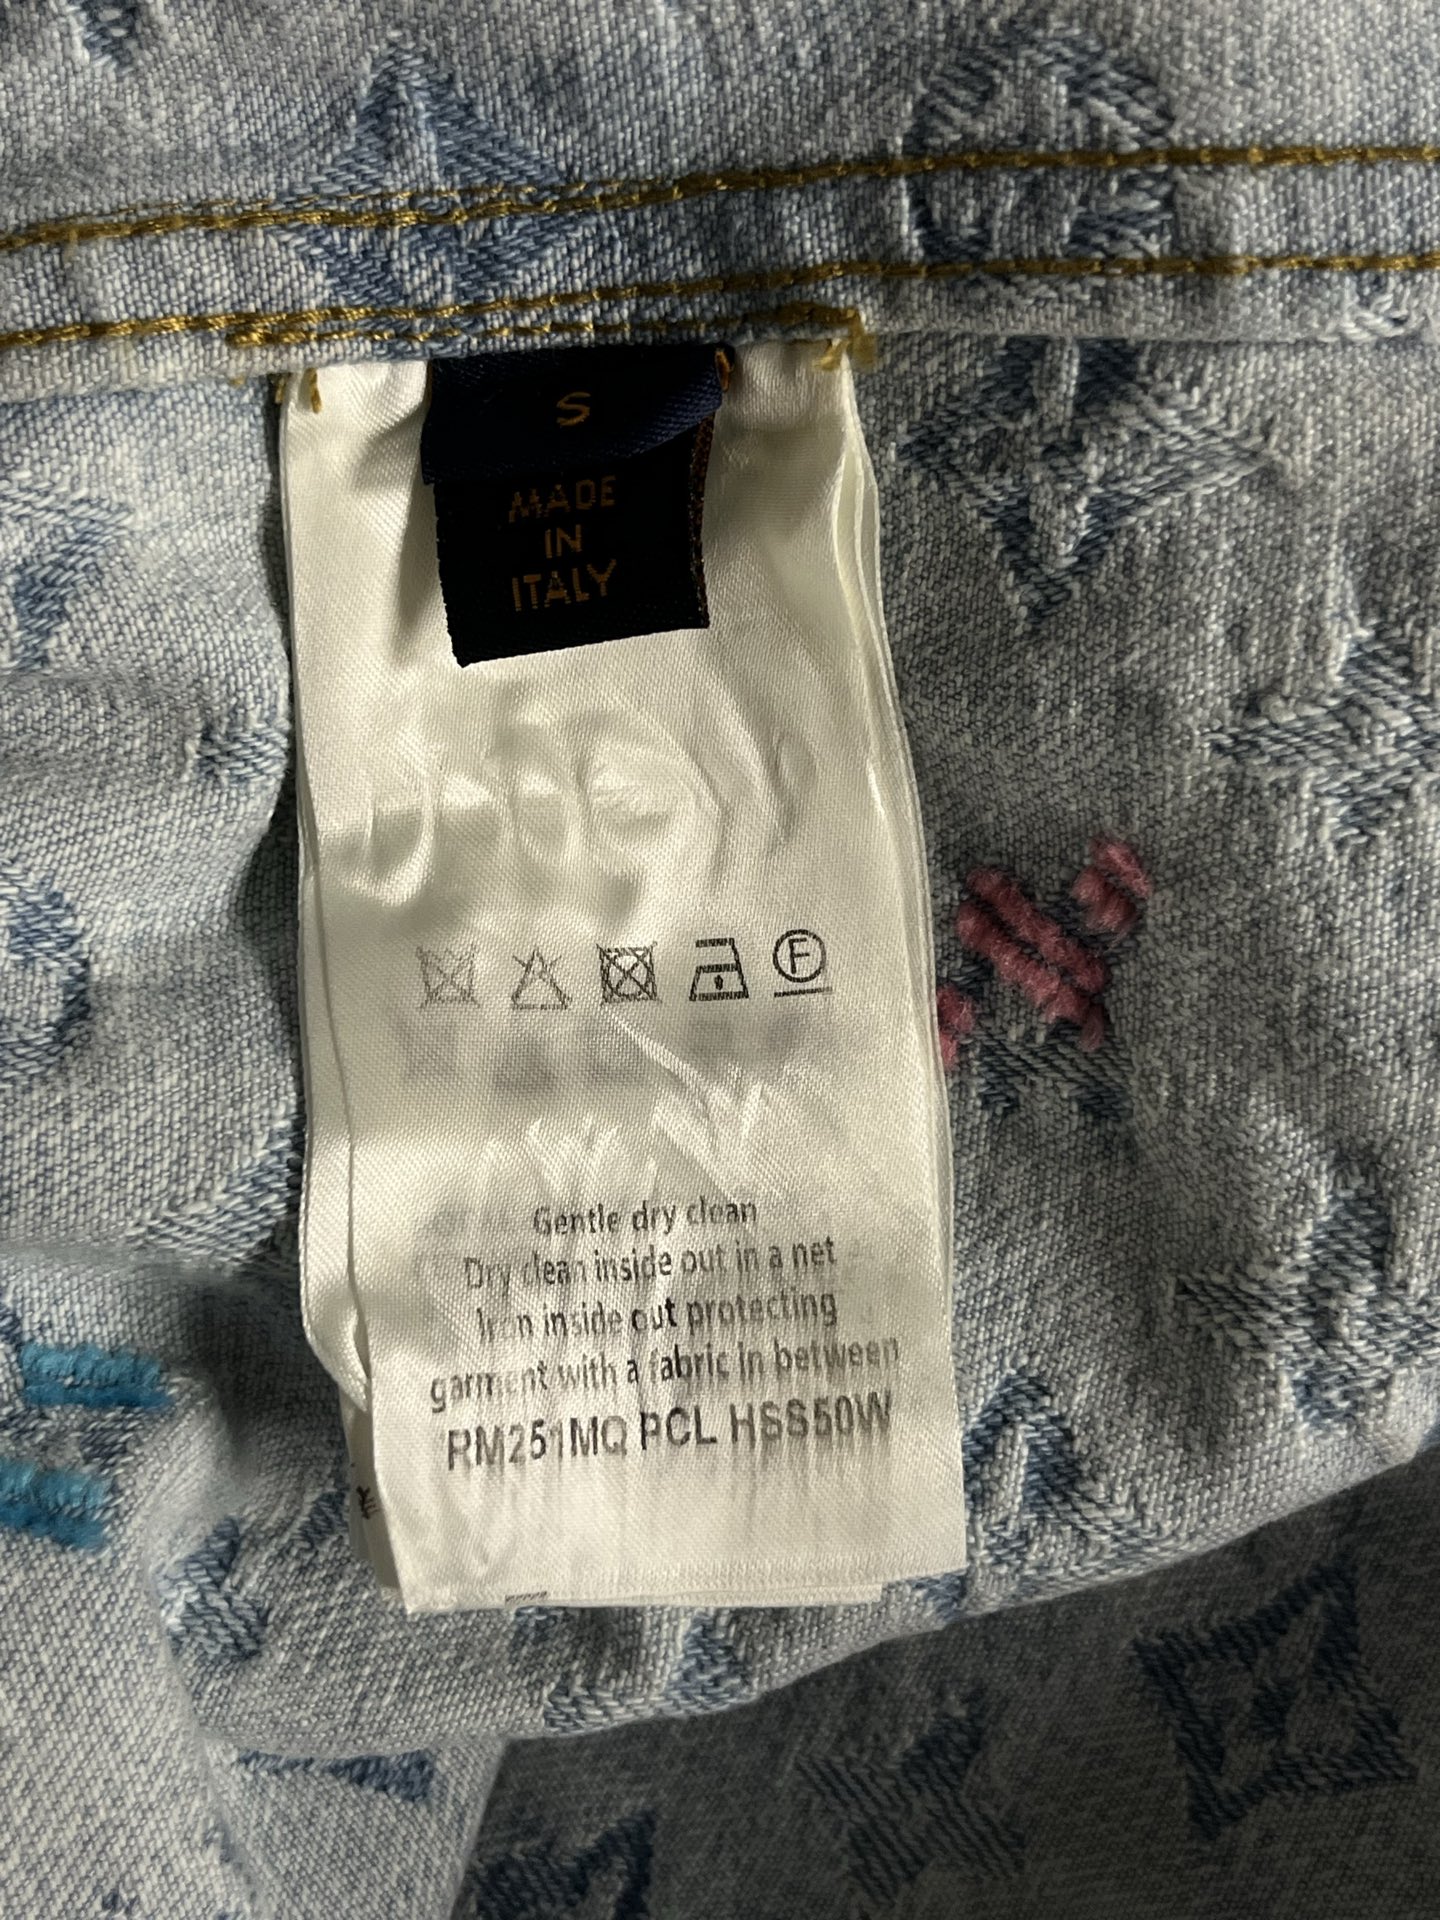 S
MADE
IN
ITALY
F
Gentle dry clean
Dry clean inside out in a net
Iron inside out protecting
garment with a fabric in between
RM251MQ PCL HSS50W